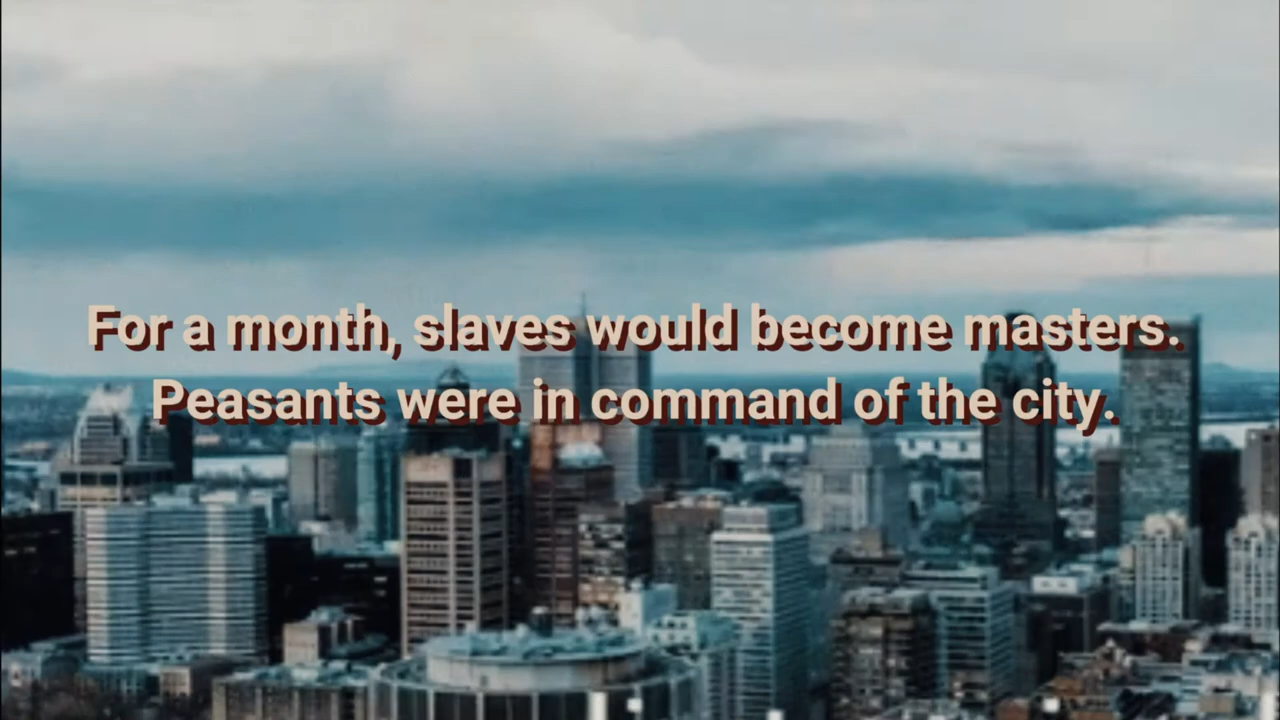 For a month, slaves would become masters.
Peasants were in command of the city.